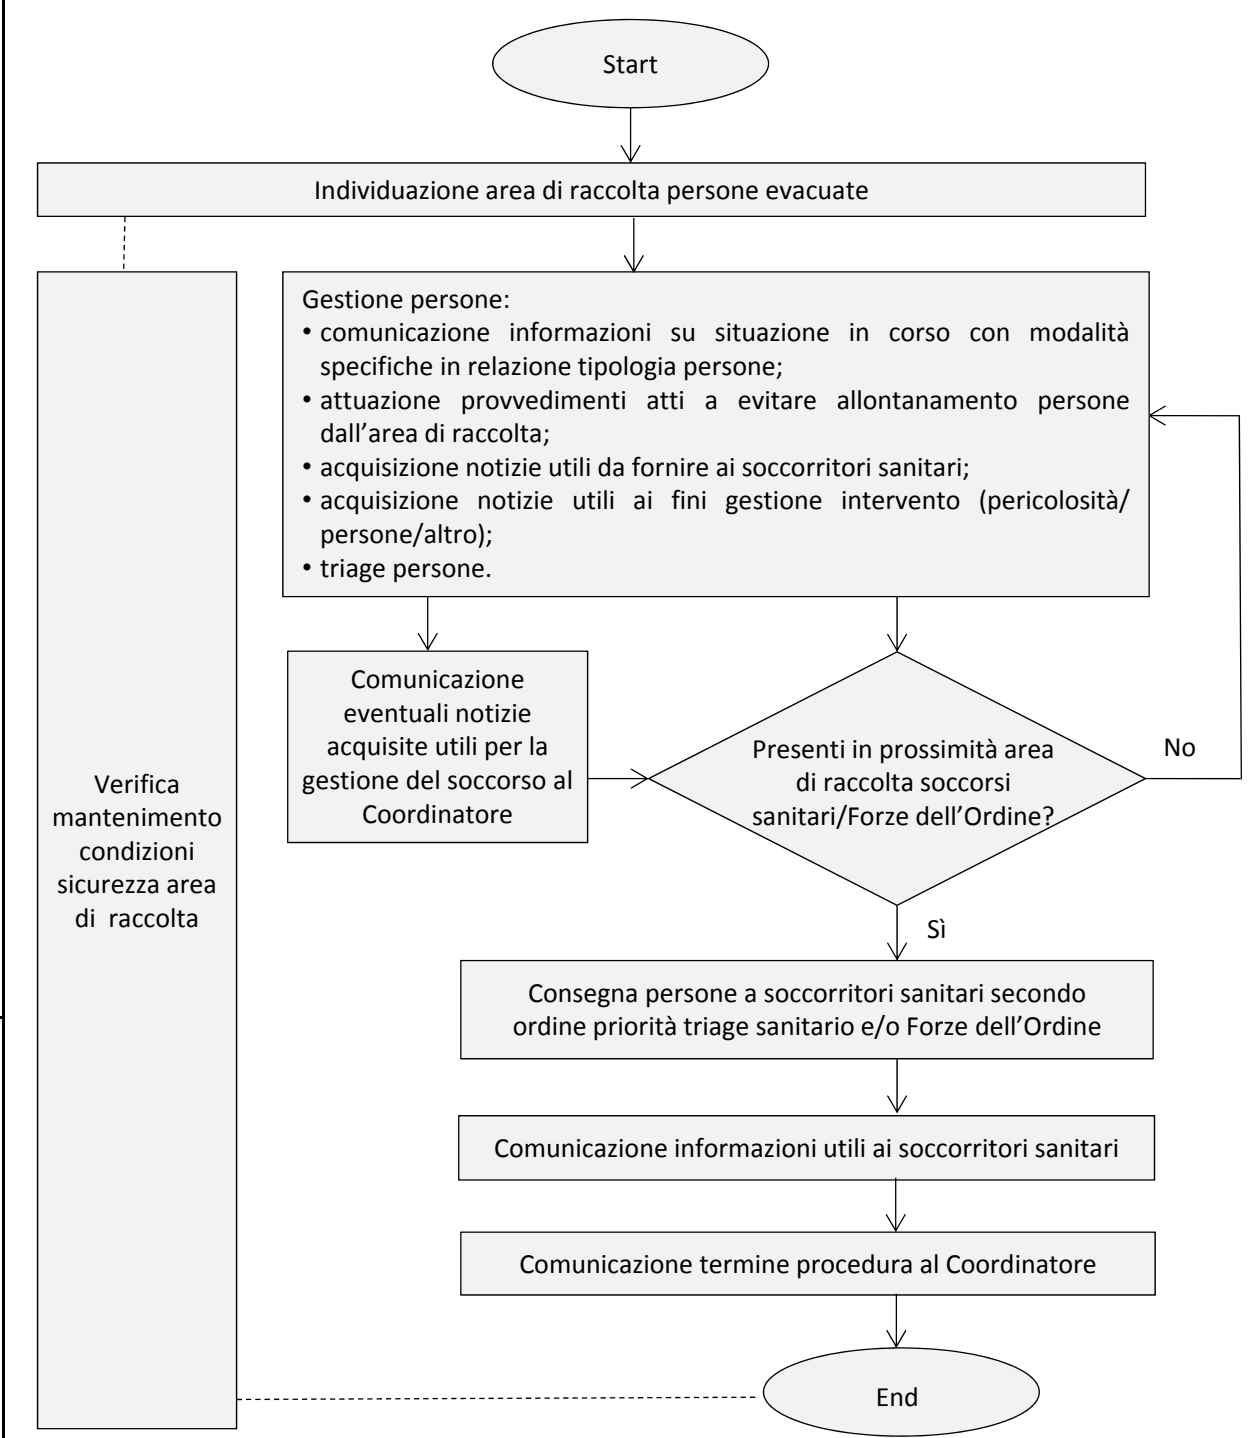 Start
Individuazione area di raccolta persone evacuate
Gestione persone:
• comunicazione informazioni su situazione in corso con modalità
specifiche in relazione tipologia persone;
• attuazione provvedimenti atti a evitare allontanamento persone
dall’area di raccolta;
• acquisizione notizie utili da fornire ai soccorritori sanitari;
• acquisizione notizie utili ai fini gestione intervento (pericolosità/
persone/altro);
• triage persone.
Comunicazione
eventuali notizie
acquisite utili per la
gestione del soccorso al
Coordinatore
Presenti in prossimità area
di raccolta soccorsi
sanitari/Forze dell’Ordine?
No
Verifica
mantenimento
condizioni
sicurezza area
di raccolta
Sì
Consegna persone a soccorritori sanitari secondo
ordine priorità triage sanitario e/o Forze dell’Ordine
Comunicazione informazioni utili ai soccorritori sanitari
Comunicazione termine procedura al Coordinatore
End